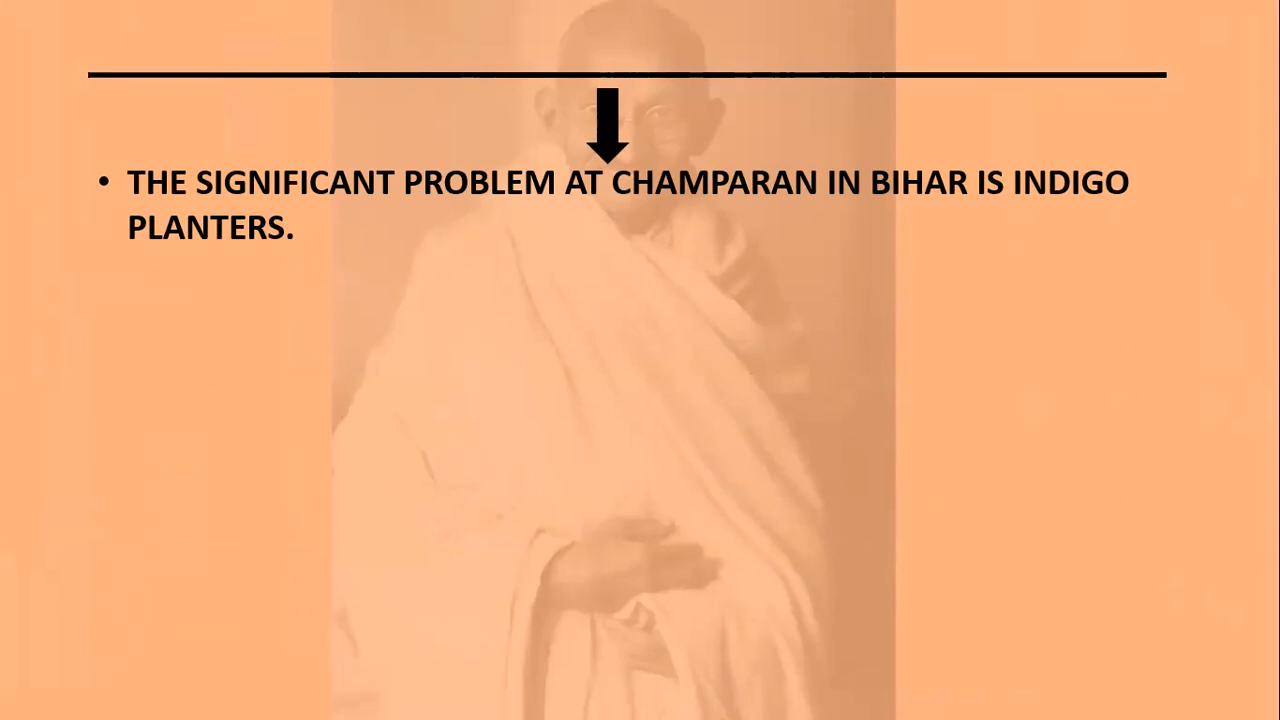 • THE SIGNIFICANT PROBLEM AT CHAMPARAN IN BIHAR IS INDIGO
PLANTERS.